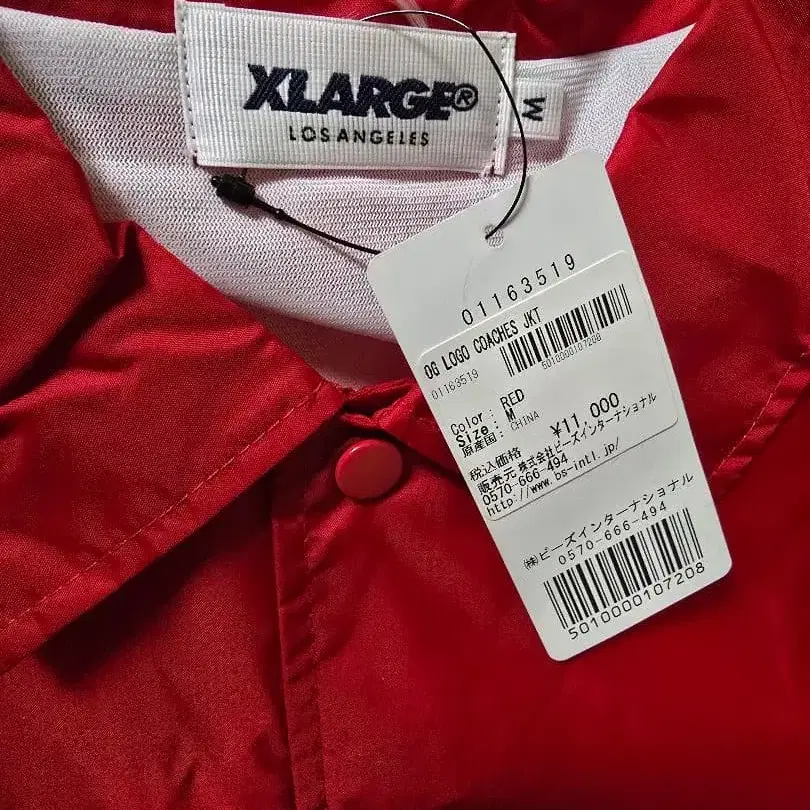 XLARGE®
LOS ANGELES
M
01163519
OG LOGO COACHES JKT
01163519
5010000107208
Color : RED
Size : M
原産国 : CHINA
税込価格 ¥11,000
販売元 株式会社ビーズインターナショナル
0570-666-494
http://www.bs-intl.jp/
㈱ビーズインターナショナル
0570-666-494
5010000107208